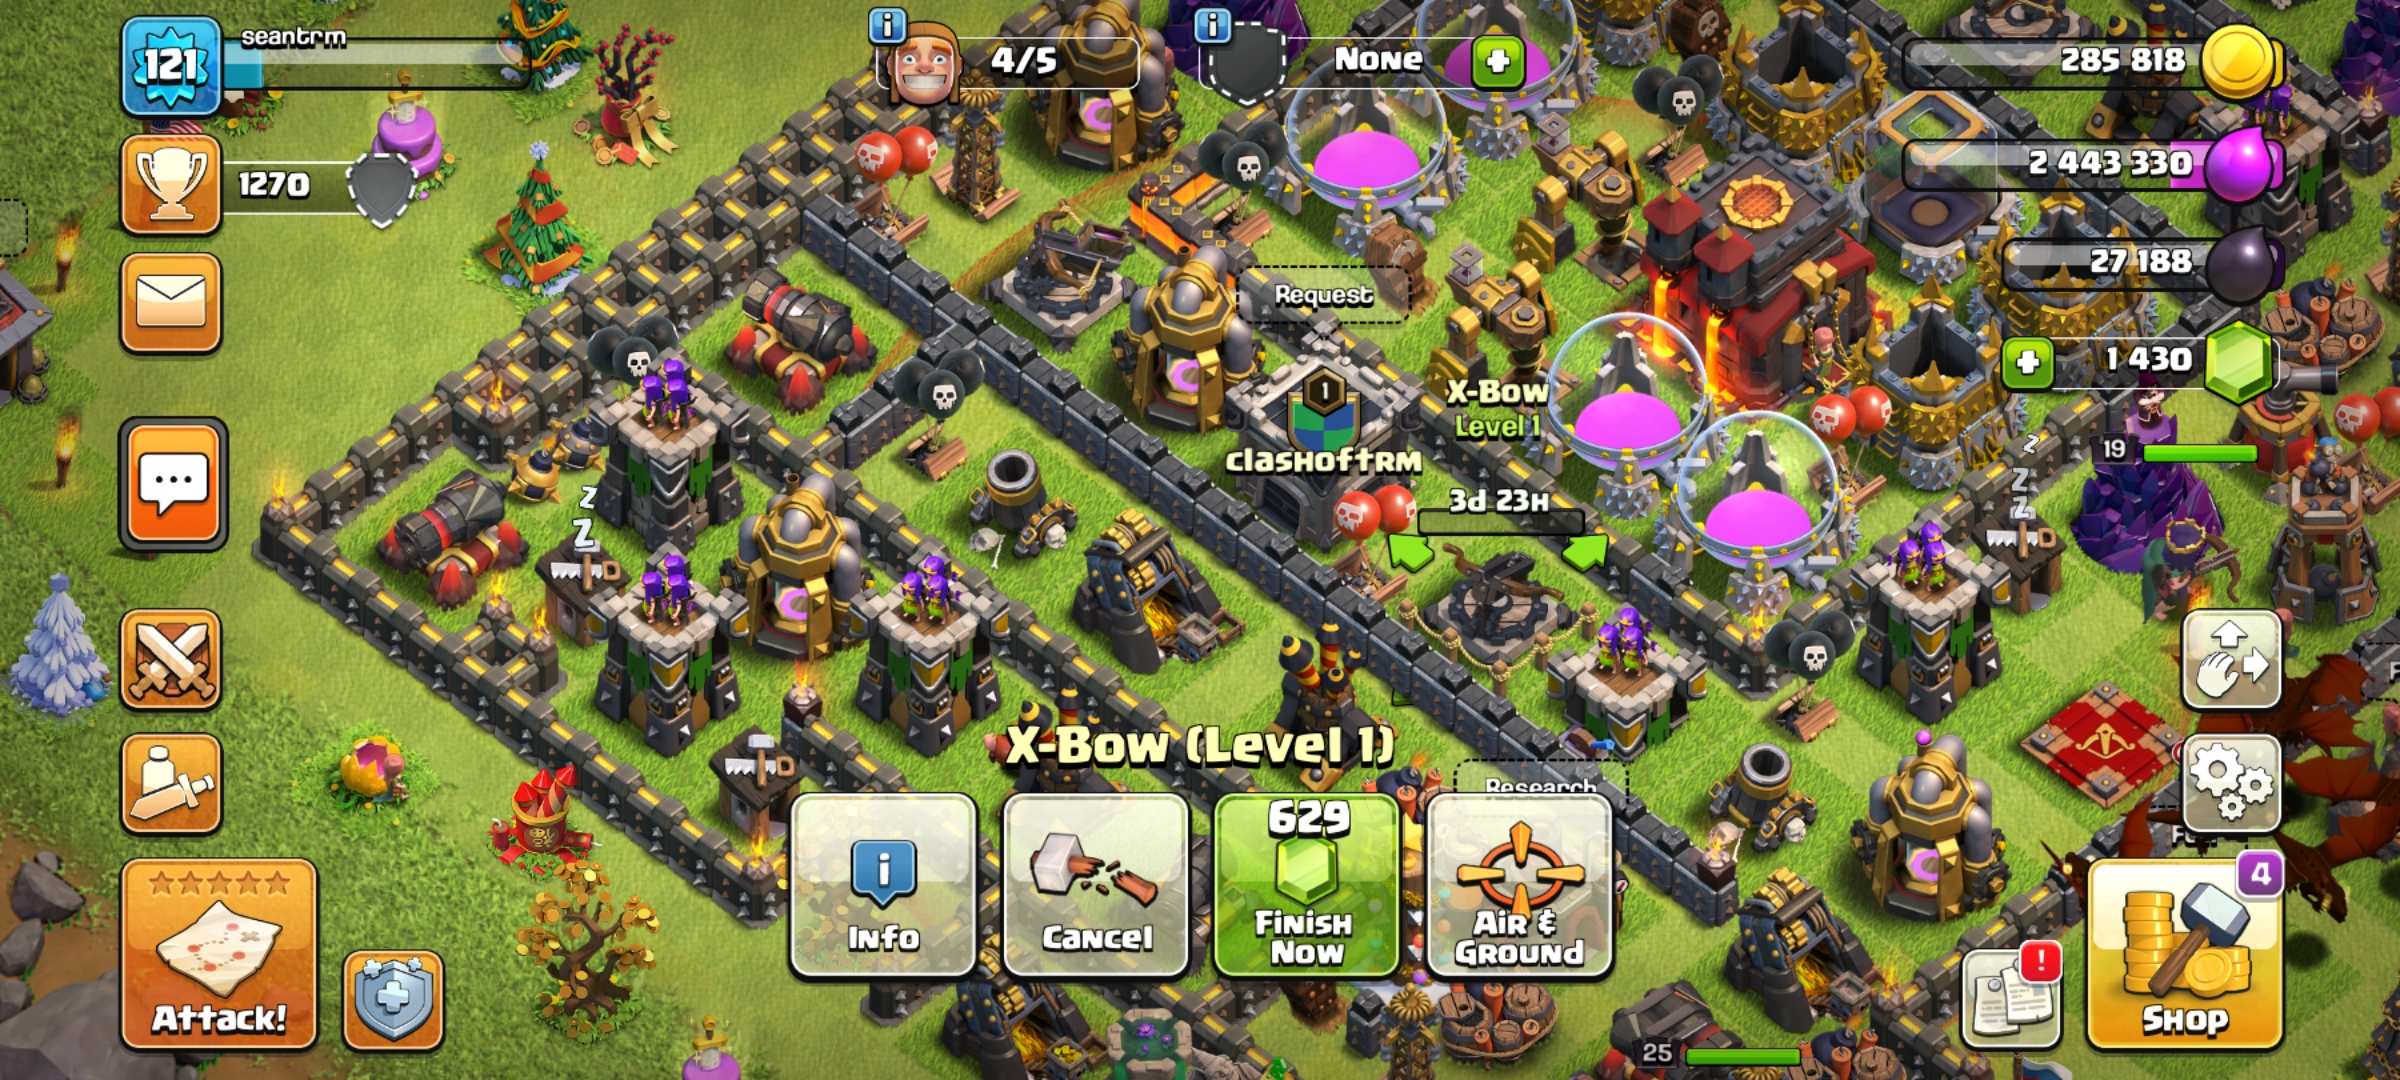 121
seantrm
4/5
None
285 818
1270
2 443 330
27 188
Request
1 430
1
X-Bow
Level 1
clashoftRM
19
3d 23H
z
Z
z
Z
Z
X-Bow (Level 1)
Research
629
Info
Cancel
Finish
Now
Air &
Ground
4
Attack!
!
Shop
25